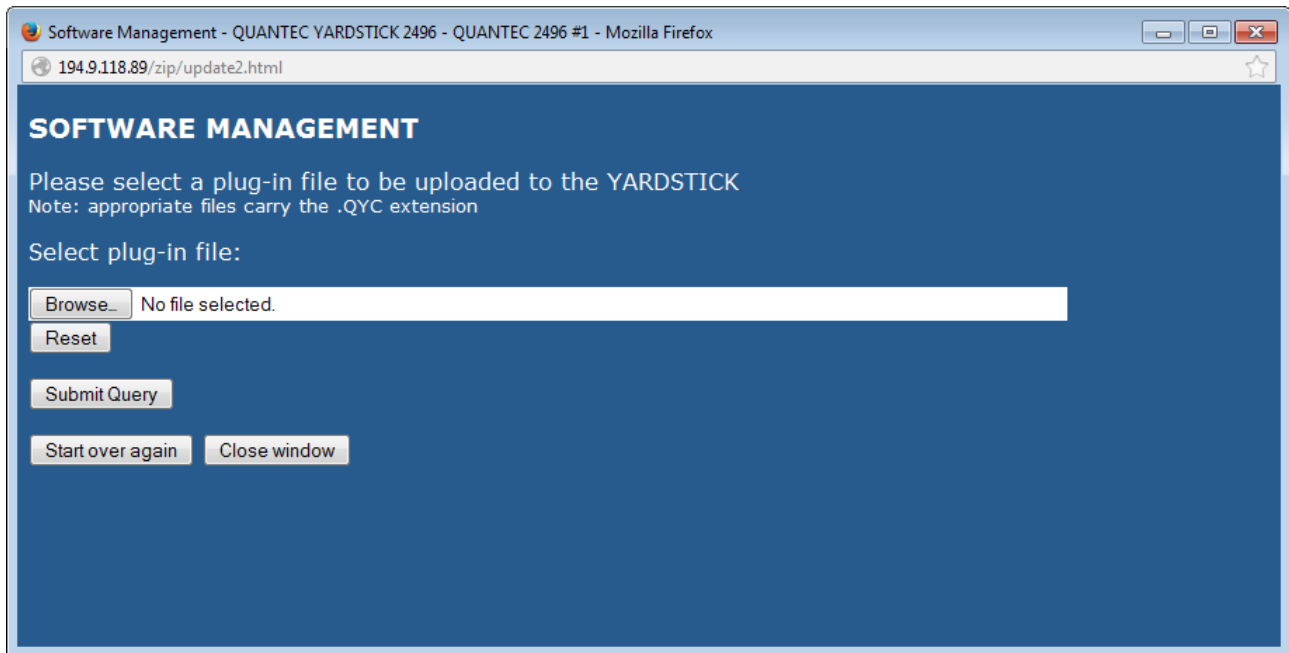 Software Management - QUANTEC YARDSTICK 2496 - QUANTEC 2496 #1 - Mozilla Firefox
194.9.118.89/zip/update2.html
SOFTWARE MANAGEMENT
Please select a plug-in file to be uploaded to the YARDSTICK
Note: appropriate files carry the .QYC extension
Select plug-in file:
Browse... No file selected.
Reset
Submit Query
Start over again Close window